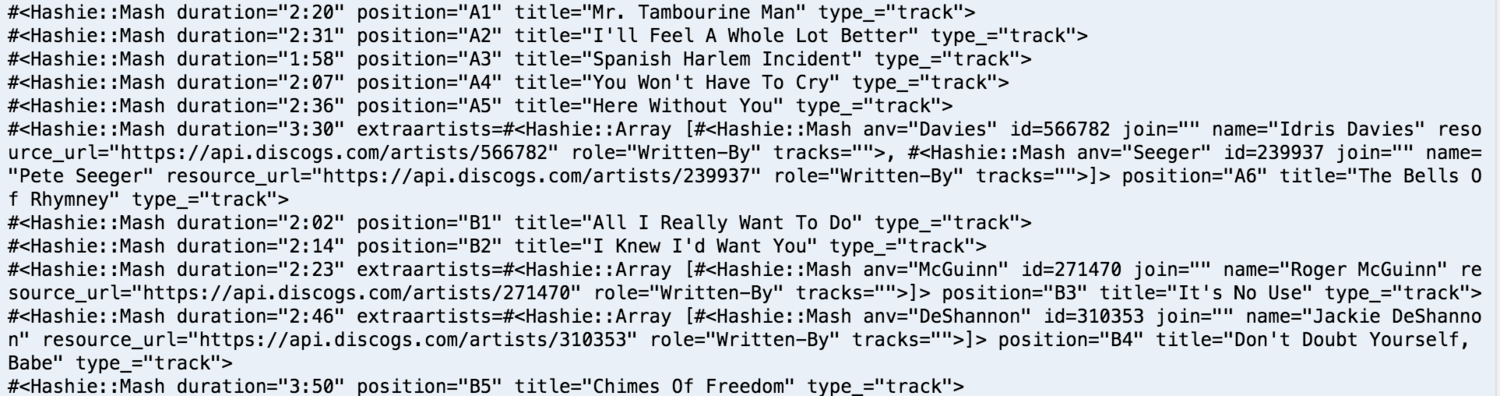 #<Hashie::Mash duration="2:20" position="A1" title="Mr. Tambourine Man" type_="track">
#<Hashie::Mash duration="2:31" position="A2" title="I'll Feel A Whole Lot Better" type_="track">
#<Hashie::Mash duration="1:58" position="A3" title="Spanish Harlem Incident" type_="track">
#<Hashie::Mash duration="2:07" position="A4" title="You Won't Have To Cry" type_="track">
#<Hashie::Mash duration="2:36" position="A5" title="Here Without You" type_="track">
#<Hashie::Mash duration="3:30" extraartists=#<Hashie::Array [#<Hashie::Mash anv="Davies" id=566782 join="" name="Idris Davies" reso
urce_url="https://api.discogs.com/artists/566782" role="Written-By" tracks="">, #<Hashie::Mash anv="Seeger" id=239937 join="" name=
"Pete Seeger" resource_url="https://api.discogs.com/artists/239937" role="Written-By" tracks="">]> position="A6" title="The Bells O
f Rhymney" type_="track">
#<Hashie::Mash duration="2:02" position="B1" title="All I Really Want To Do" type_="track">
#<Hashie::Mash duration="2:14" position="B2" title="I Knew I'd Want You" type_="track">
#<Hashie::Mash duration="2:23" extraartists=#<Hashie::Array [#<Hashie::Mash anv="McGuinn" id=271470 join="" name="Roger McGuinn" re
source_url="https://api.discogs.com/artists/271470" role="Written-By" tracks="">]> position="B3" title="It's No Use" type_="track">
#<Hashie::Mash duration="2:46" extraartists=#<Hashie::Array [#<Hashie::Mash anv="DeShannon" id=310353 join="" name="Jackie DeShanno
n" resource_url="https://api.discogs.com/artists/310353" role="Written-By" tracks="">]> position="B4" title="Don't Doubt Yourself,
Babe" type_="track">
#<Hashie::Mash duration="3:50" position="B5" title="Chimes Of Freedom" type_="track">